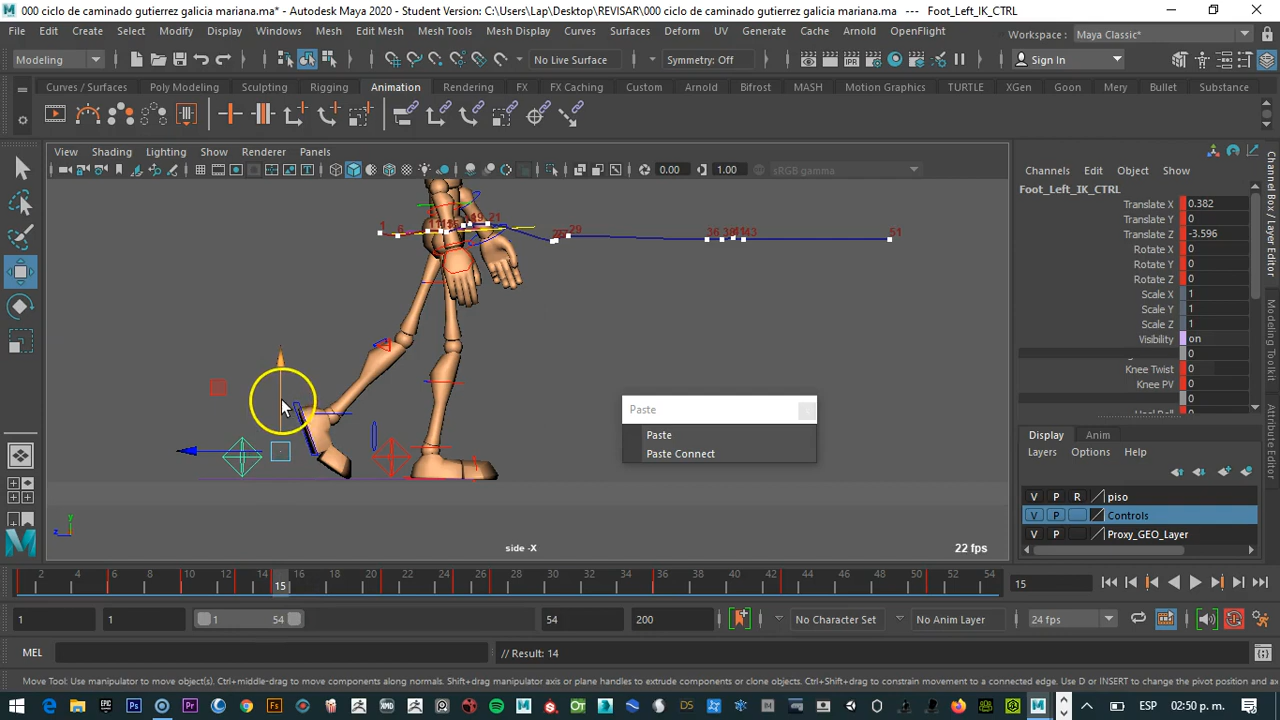 000 ciclo de caminado gutierrez galicia mariana.ma* - Autodesk Maya 2020 - Student Version: C:\Users\Lap\Desktop\REVISAR\000 ciclo de caminado gutierrez galicia mariana.ma --- Foot_Left_IK_CTRL
File Edit Create Select Modify Display Windows Mesh Edit Mesh Mesh Tools Mesh Display Curves Surfaces Deform UV Generate Cache Arnold OpenFlight Workspace : Maya Classic*
Modeling No Live Surface Symmetry: Off Sign In
Curves / Surfaces Poly Modeling Sculpting Rigging Animation Rendering FX FX Caching Custom Arnold Bifrost MASH Motion Graphics TURTLE XGen Goon Mery Bullet Substance
View Shading Lighting Show Renderer Panels
0.00 1.00 sRGB gamma
Channels Edit Object Show
Foot_Left_IK_CTRL
Translate X 0.382
Translate Y 0
Translate Z -3.596
Rotate X 0
Rotate Y 0
Rotate Z 0
Scale X 1
Scale Y 1
Scale Z 1
Visibility on
0
Knee Twist 0
Knee PV 0
0
1 6 21 29 51
Paste
Paste
Paste Connect
Display Anim
Layers Options Help
V P R piso
V P Controls
V P Proxy_GEO_Layer
side -X
22 fps
2 4 6 8 10 12 14 15 16 18 20 22 24 26 28 30 32 34 36 38 40 42 44 46 48 50 52 54 15
1 1 1 54 54 200 No Character Set No Anim Layer 24 fps
MEL // Result: 14
Move Tool: Use manipulator to move object(s). Ctrl+middle-drag to move components along normals. Shift+drag manipulator axis or plane handles to extrude components or clone objects. Ctrl+Shift+drag to constrain movement to a connected edge. Use D or INSERT to change the pivot position and ax
ESP 02:50 p. m.